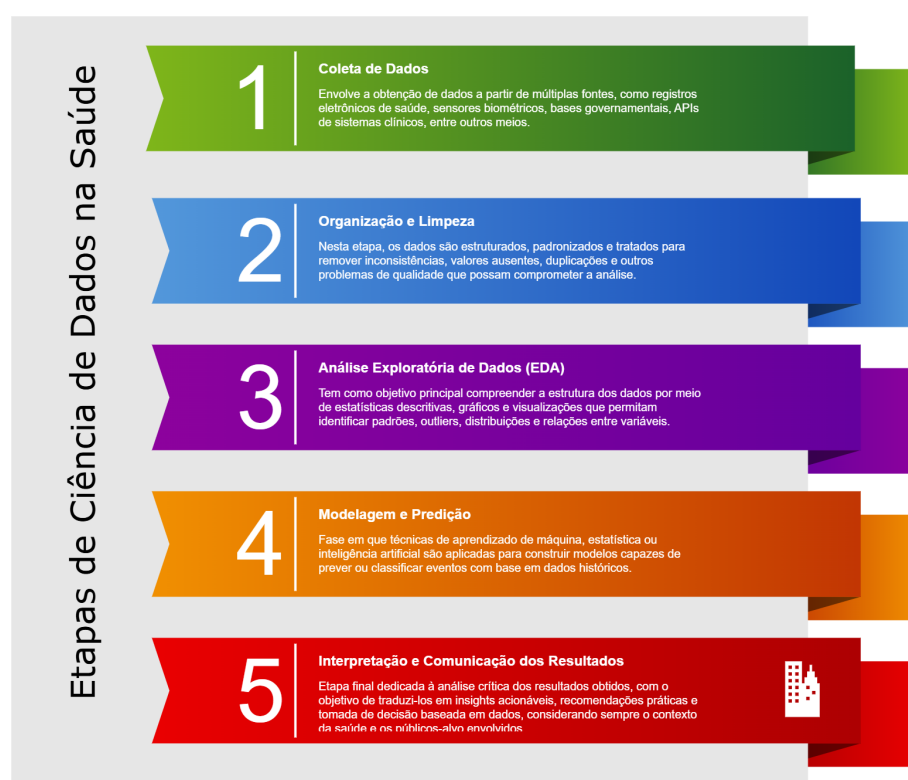 Etapas de Ciência de Dados na Saúde
1
Coleta de Dados
Envolve a obtenção de dados a partir de múltiplas fontes, como registros
eletrônicos de saúde, sensores biométricos, bases governamentais, APIs
de sistemas clínicos, entre outros meios.
2
Organização e Limpeza
Nesta etapa, os dados são estruturados, padronizados e tratados para
remover inconsistências, valores ausentes, duplicações e outros
problemas de qualidade que possam comprometer a análise.
3
Análise Exploratória de Dados (EDA)
Tem como objetivo principal compreender a estrutura dos dados por meio
de estatísticas descritivas, gráficos e visualizações que permitam
identificar padrões, outliers, distribuições e relações entre variáveis.
4
Modelagem e Predição
Fase em que técnicas de aprendizado de máquina, estatística ou
inteligência artificial são aplicadas para construir modelos capazes de
prever ou classificar eventos com base em dados históricos.
5
Interpretação e Comunicação dos Resultados
Etapa final dedicada à análise crítica dos resultados obtidos, com o
objetivo de traduzi-los em insights acionáveis, recomendações práticas e
tomada de decisão baseada em dados, considerando sempre o contexto
da saúde e os públicos-alvo envolvidos